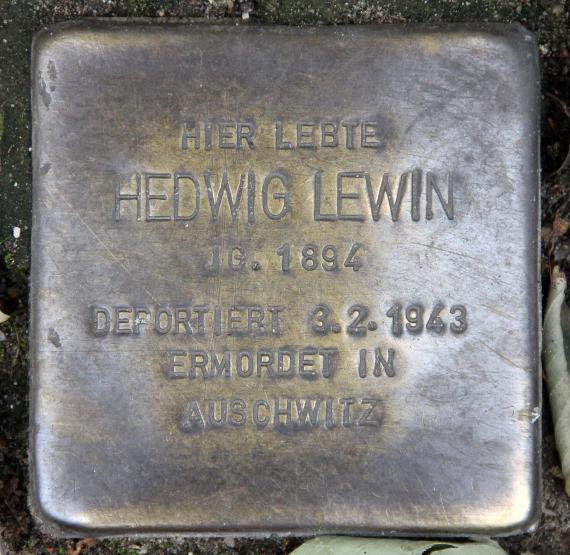 HIER LEBTE
HEDWIG LEWIN
JG. 1894
DEPORTIERT 3.2.1943
ERMORDET IN
AUSCHWITZ